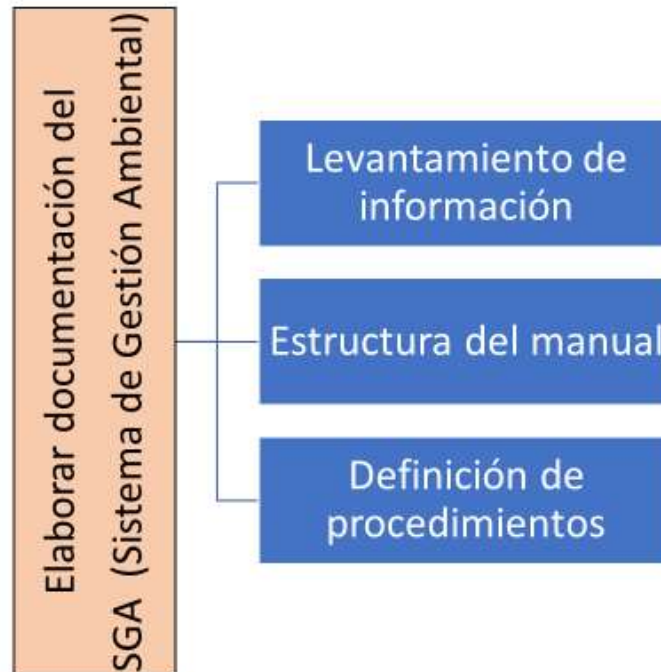 Elaborar documentación del
SGA (Sistema de Gestión Ambiental)
Levantamiento de
información
Estructura del manual
Definición de
procedimientos